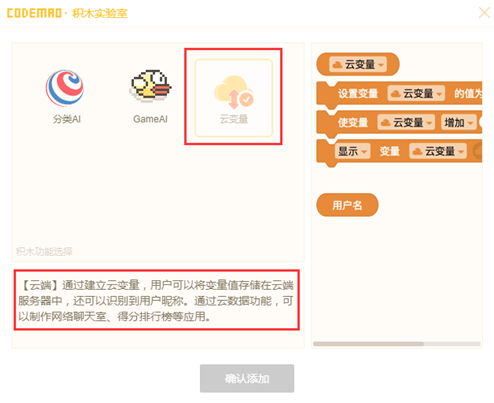 CODEMAO · 积木实验室
分类AI
GameAI
云变量
积木功能选择
【云端】通过建立云变量，用户可以将变量值存储在云端
服务器中，还可以识别到用户昵称。通过云数据功能，可
以制作网络聊天室、得分排行榜等应用。
云变量
设置变量 云变量 的值为
使变量 云变量 增加
显示 变量 云变量
用户名
确认添加